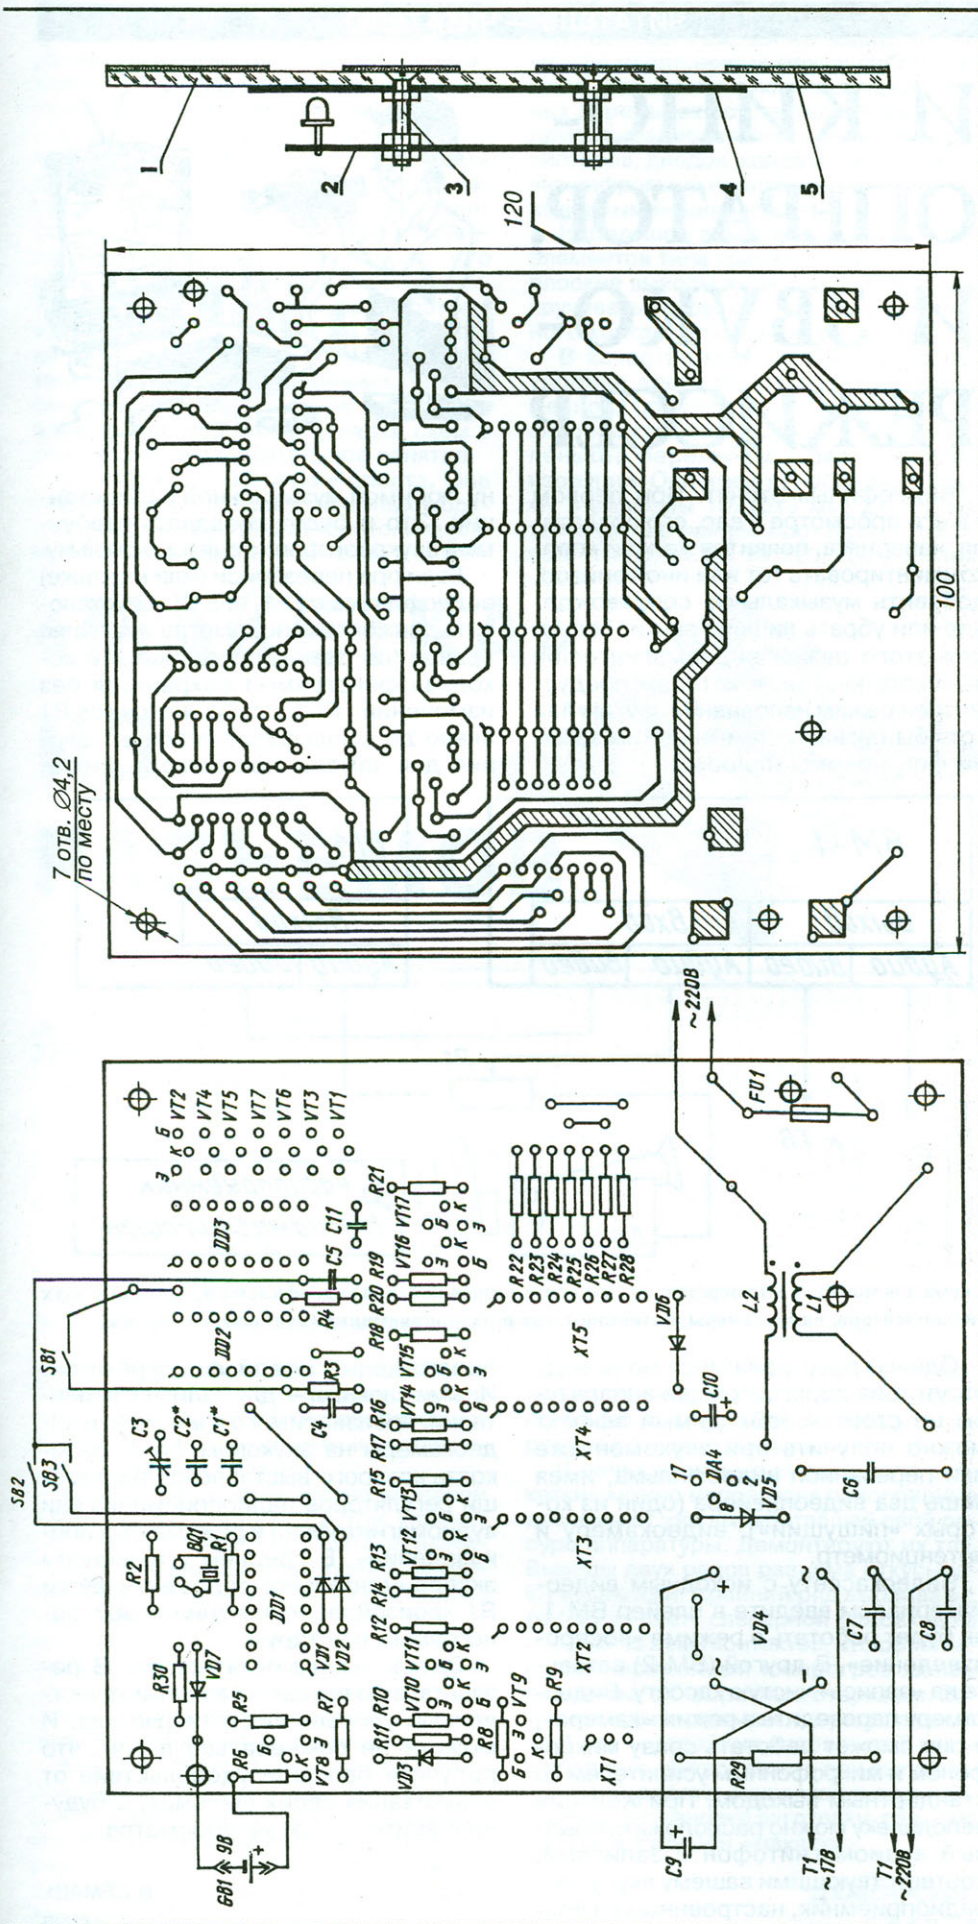 1
2
3
4
5
120
100
7 отв. Ø4,2
по месту
SB2
SB1
SB3
C3
C2*
C1*
R2
BQ1
R1
R30
VD7
DD1
DD2
DD3
Э К Б
VT2
VT4
VT5
VT7
VT6
VT3
VT1
R4
C5
C11
R3
C4
VD1
VD2
R5
R6
Б К Э
VT8
R7
GB1 9В
+
R11
R10
VT10
VT11
R12
R14
R13
VT12
VT13
R15
R16
VT14
VT15
R18
R20
R19
VT16
VT17
R21
VD3
R9
R8
Б К Э
VT9
R29
R22
R23
R24
R25
R26
R27
R28
XT1
XT2
XT3
XT4
XT5
VD6
C10
+
17
8
1
DA4
VD5
L2
L1
FU1
~220В
C6
C7
C8
VD4
~
~
+
-
R29
C9
+
T1
~17В
T1
~220В